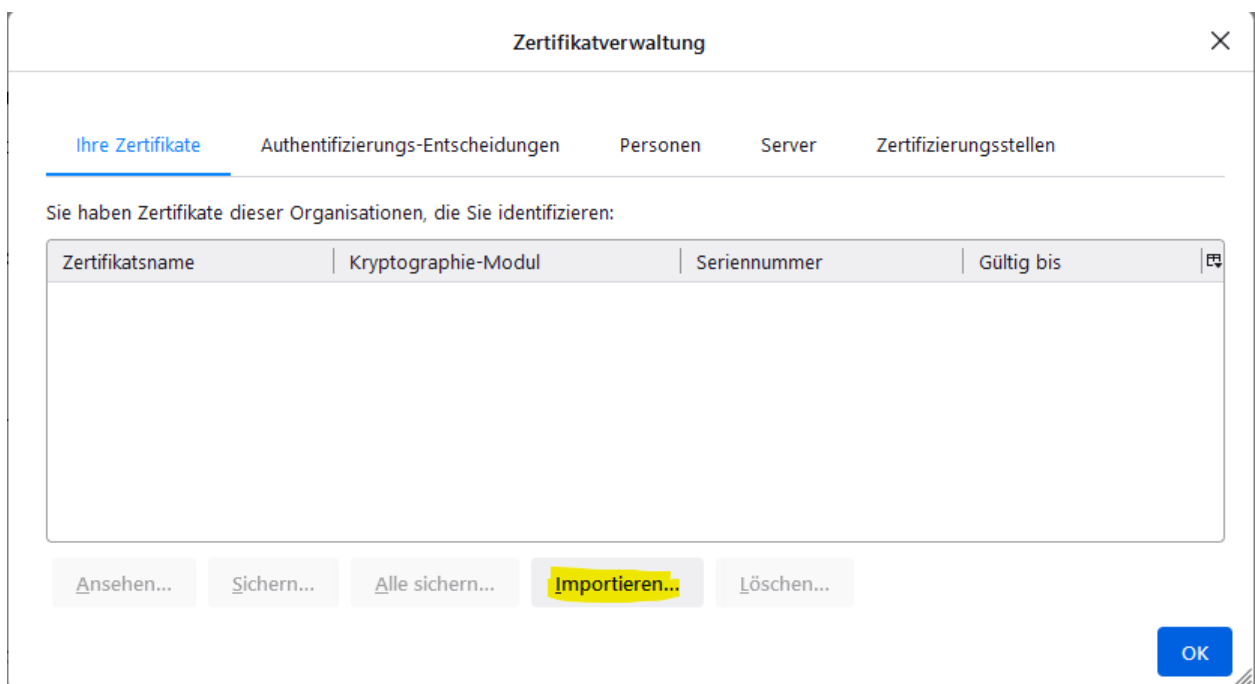 Zertifikatverwaltung
Ihre Zertifikate Authentifizierungs-Entscheidungen Personen Server Zertifizierungsstellen
Sie haben Zertifikate dieser Organisationen, die Sie identifizieren:
Zertifikatsname Kryptographie-Modul Seriennummer Gültig bis
Ansehen... Sichern... Alle sichern... Importieren... Löschen...
OK